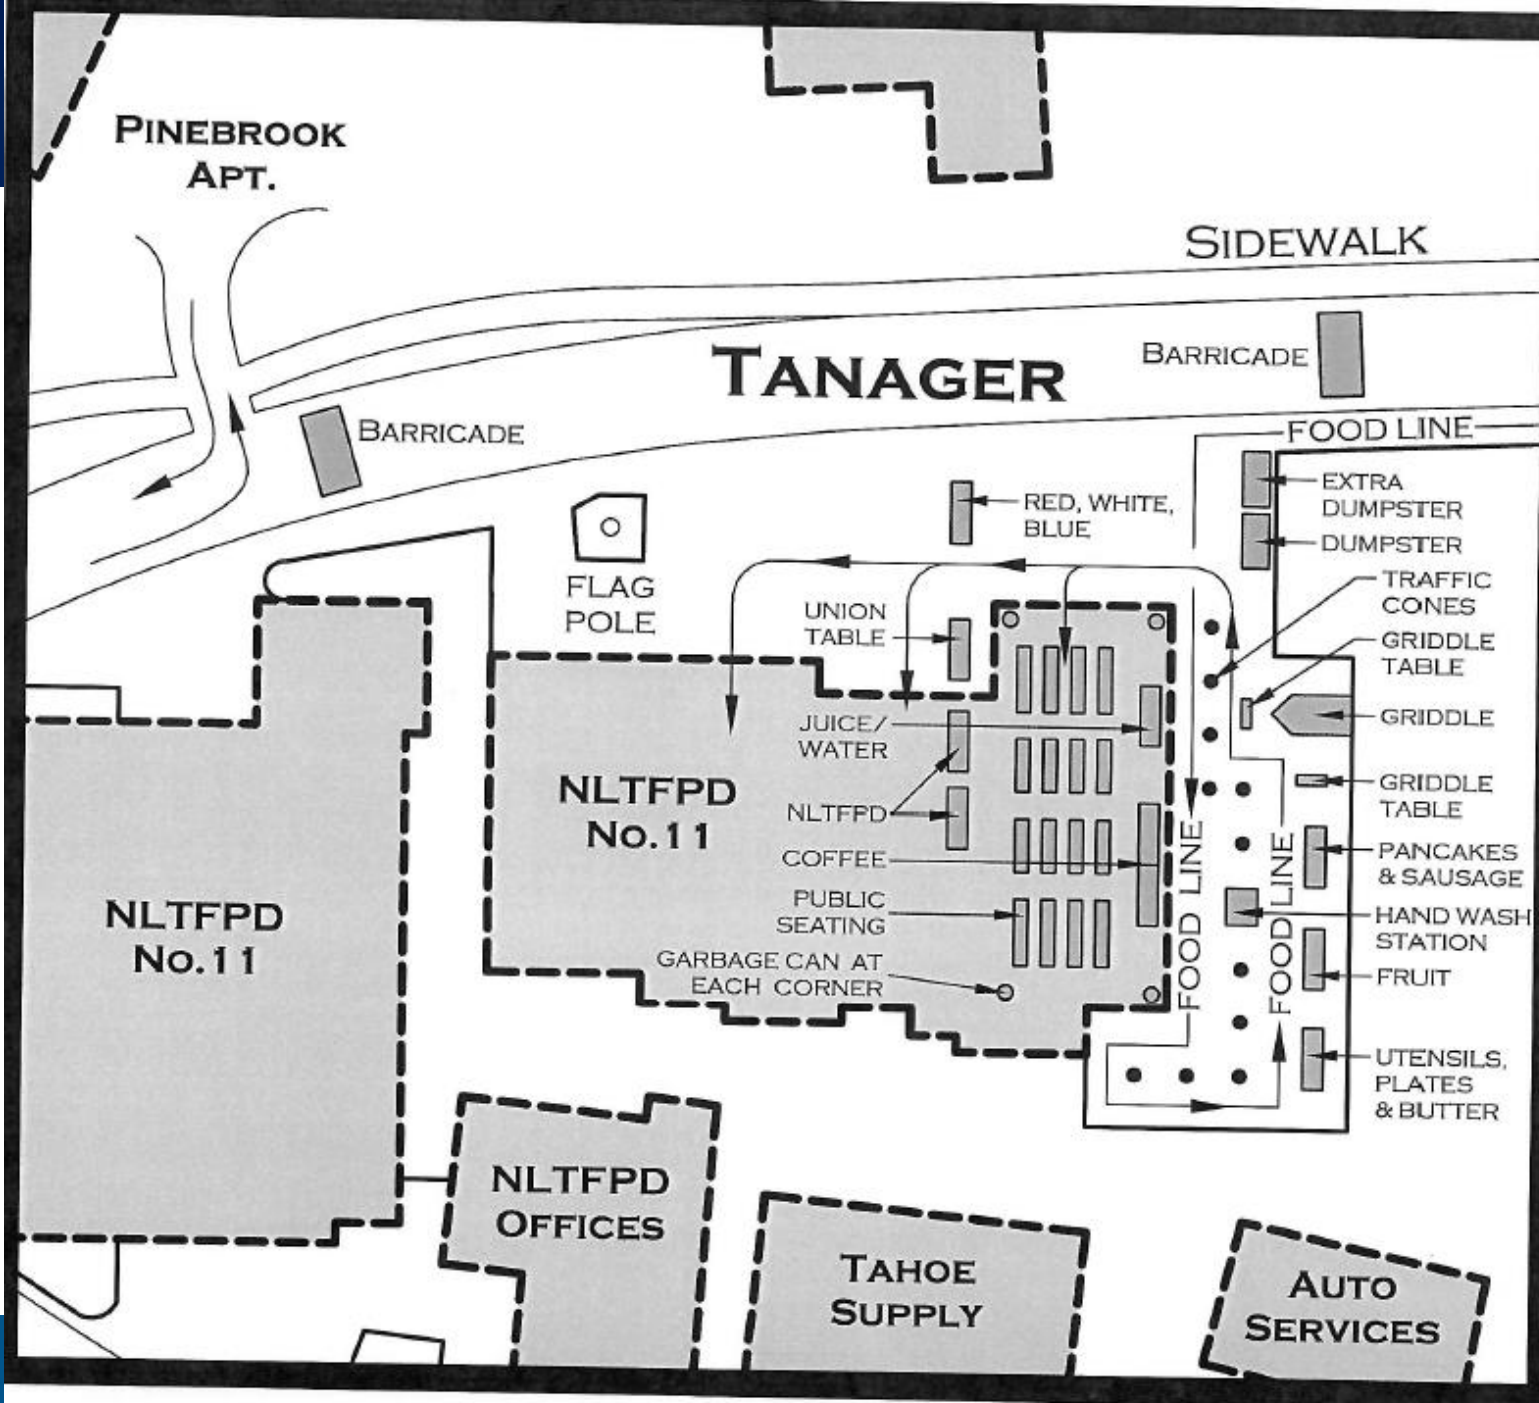 PINEBROOK
APT.
SIDEWALK
TANAGER
BARRICADE
BARRICADE
FOOD LINE
EXTRA
DUMPSTER
DUMPSTER
RED, WHITE,
BLUE
FLAG
POLE
TRAFFIC
CONES
UNION
TABLE
GRIDDLE
TABLE
GRIDDLE
JUICE/
WATER
GRIDDLE
TABLE
NLTFPD
No.11
NLTFPD
COFFEE
PUBLIC
SEATING
GARBAGE CAN AT
EACH CORNER
FOOD LINE
FOOD LINE
PANCAKES
& SAUSAGE
HAND WASH
STATION
FRUIT
UTENSILS,
PLATES
& BUTTER
NLTFPD
No.11
NLTFPD
OFFICES
TAHOE
SUPPLY
AUTO
SERVICES